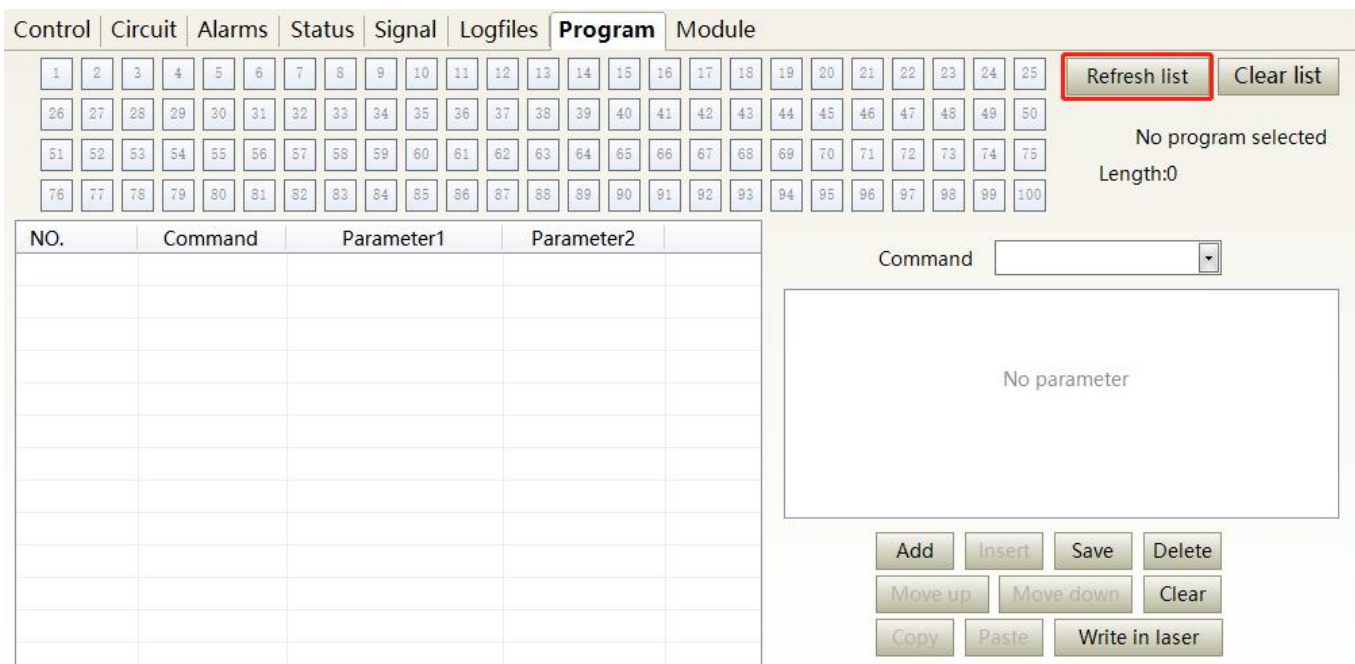 Control Circuit Alarms Status Signal Logfiles Program Module
1 2 3 4 5 6 7 8 9 10 11 12 13 14 15 16 17 18 19 20 21 22 23 24 25 Refresh list Clear list
26 27 28 29 30 31 32 33 34 35 36 37 38 39 40 41 42 43 44 45 46 47 48 49 50
No program selected
51 52 53 54 55 56 57 58 59 60 61 62 63 64 65 66 67 68 69 70 71 72 73 74 75
Length:0
76 77 78 79 80 81 82 83 84 85 86 87 88 89 90 91 92 93 94 95 96 97 98 99 100
NO. Command Parameter1 Parameter2
Command
No parameter
Add Insert Save Delete
Move up Move down Clear
Copy Paste Write in laser